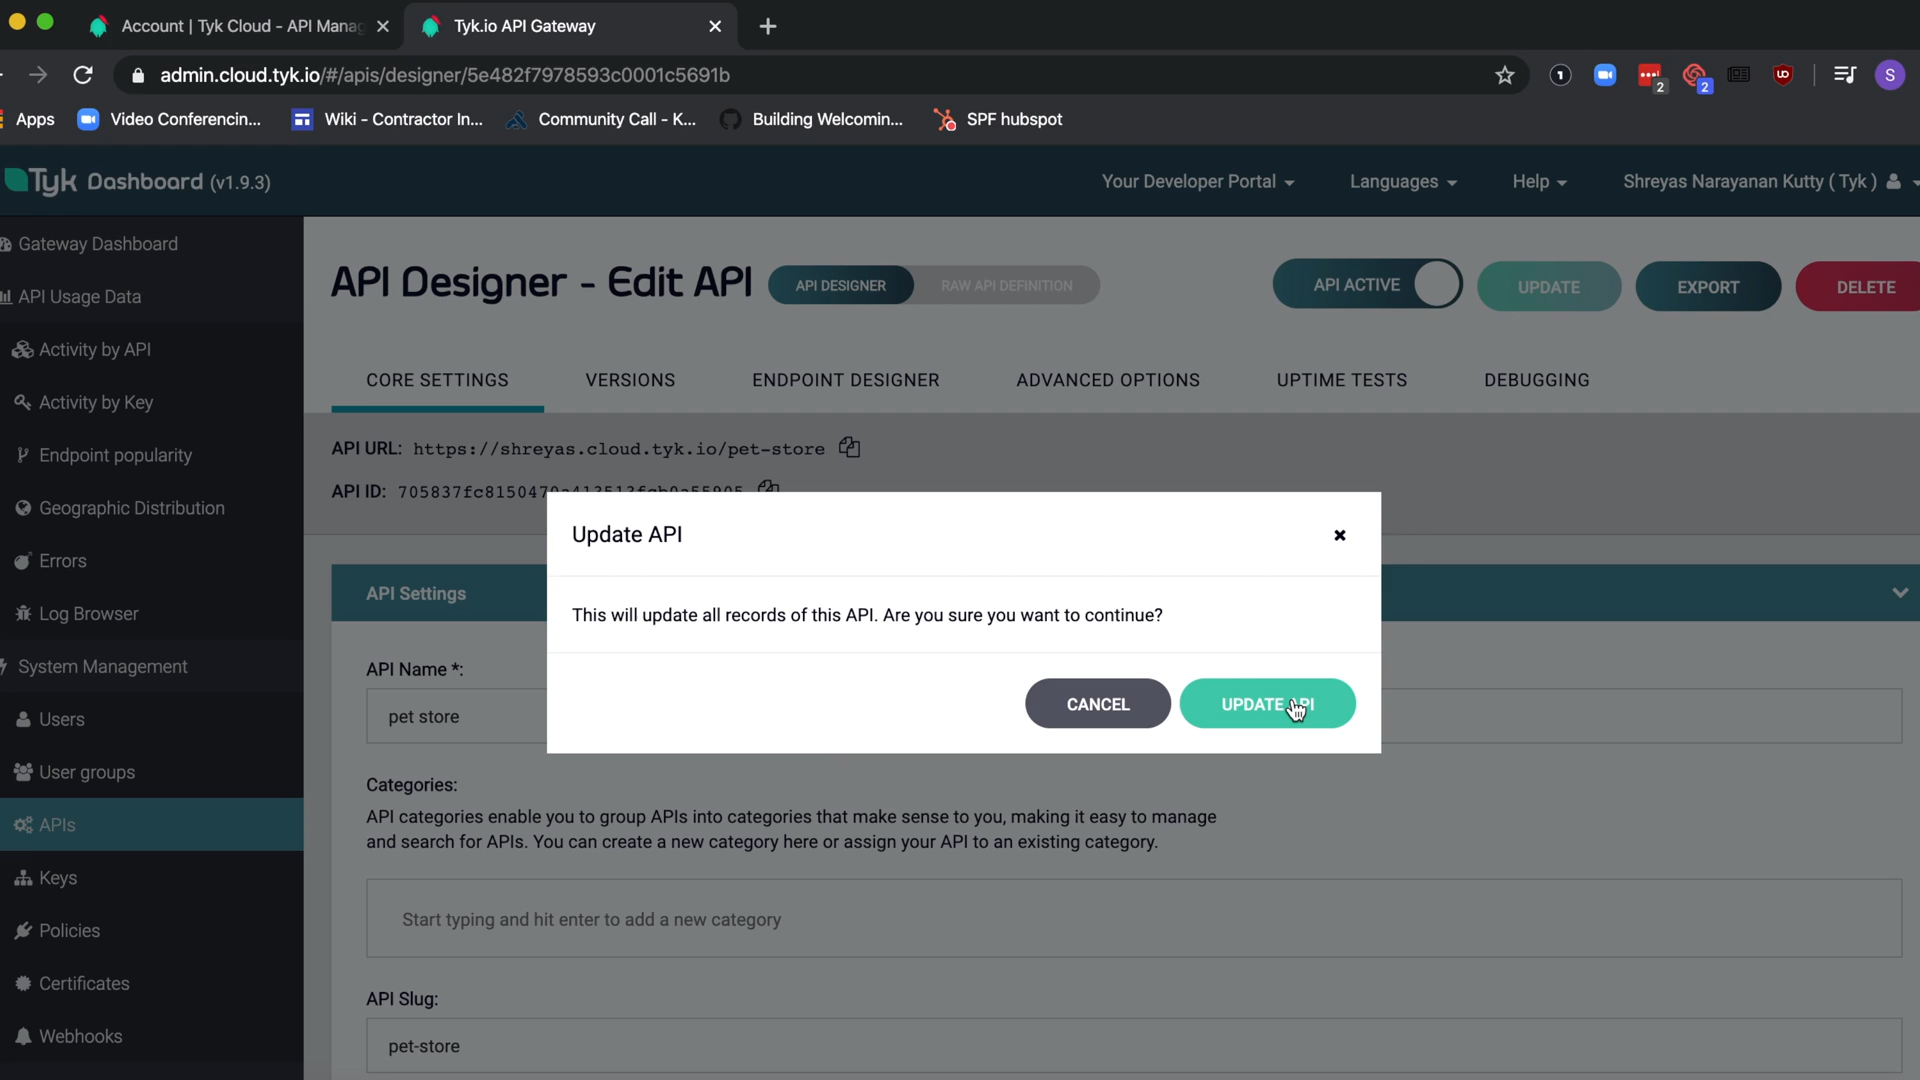 Account | Tyk Cloud - API Manag
Tyk.io API Gateway
admin.cloud.tyk.io/#/apis/designer/5e482f7978593c0001c5691b
2
2
S
Apps
Video Conferencin...
Wiki - Contractor In...
Community Call - K...
Building Welcomin...
SPF hubspot
Tyk Dashboard (v1.9.3)
Your Developer Portal
Languages
Help
Shreyas Narayanan Kutty ( Tyk )
Gateway Dashboard
API Usage Data
Activity by API
Activity by Key
Endpoint popularity
Geographic Distribution
Errors
Log Browser
System Management
Users
User groups
APIs
Keys
Policies
Certificates
Webhooks
API Designer - Edit API
API DESIGNER
RAW API DEFINITION
API ACTIVE
UPDATE
EXPORT
DELETE
CORE SETTINGS
VERSIONS
ENDPOINT DESIGNER
ADVANCED OPTIONS
UPTIME TESTS
DEBUGGING
API URL: https://shreyas.cloud.tyk.io/pet-store
API ID:
Update API
This will update all records of this API. Are you sure you want to continue?
CANCEL
UPDATE API
API Settings
API Name *:
pet store
Categories:
API categories enable you to group APIs into categories that make sense to you, making it easy to manage
and search for APIs. You can create a new category here or assign your API to an existing category.
Start typing and hit enter to add a new category
API Slug:
pet-store